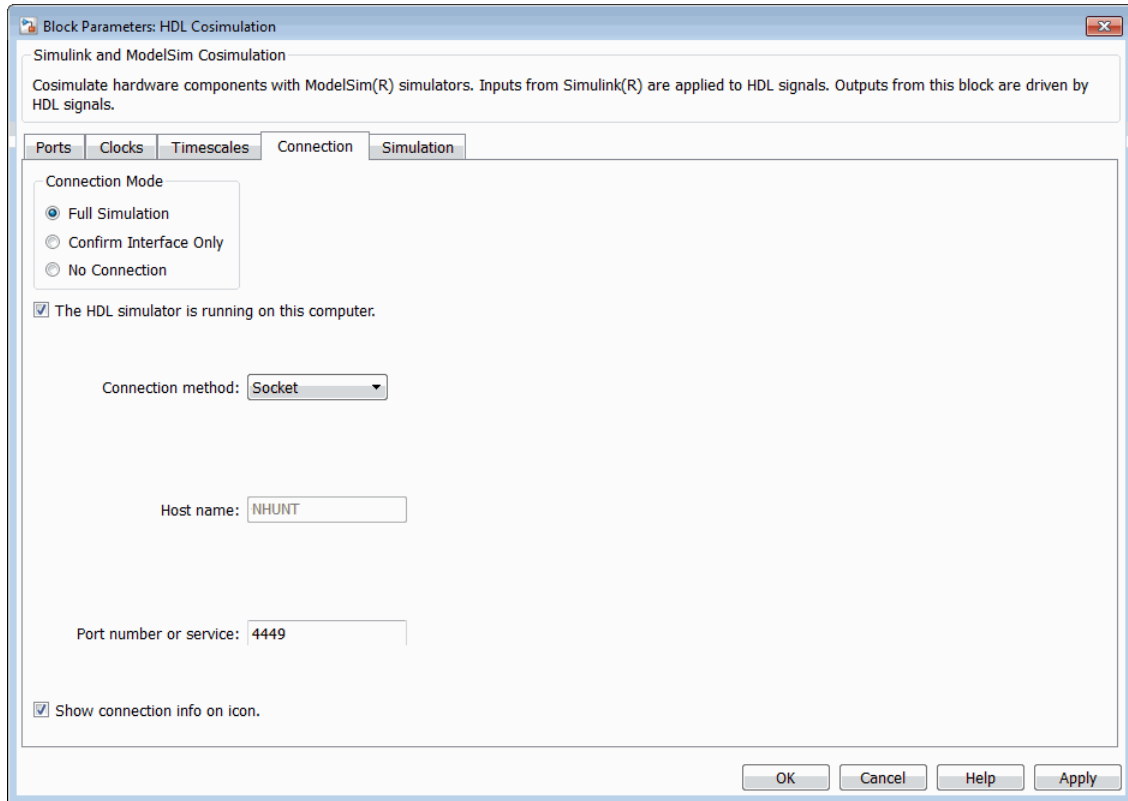 Block Parameters: HDL Cosimulation
Simulink and ModelSim Cosimulation
Cosimulate hardware components with ModelSim(R) simulators. Inputs from Simulink(R) are applied to HDL signals. Outputs from this block are driven by
HDL signals.
Ports Clocks Timescales Connection Simulation
Connection Mode
Full Simulation
Confirm Interface Only
No Connection
The HDL simulator is running on this computer.
Connection method: Socket
Host name: NHUNT
Port number or service: 4449
Show connection info on icon.
OK Cancel Help Apply